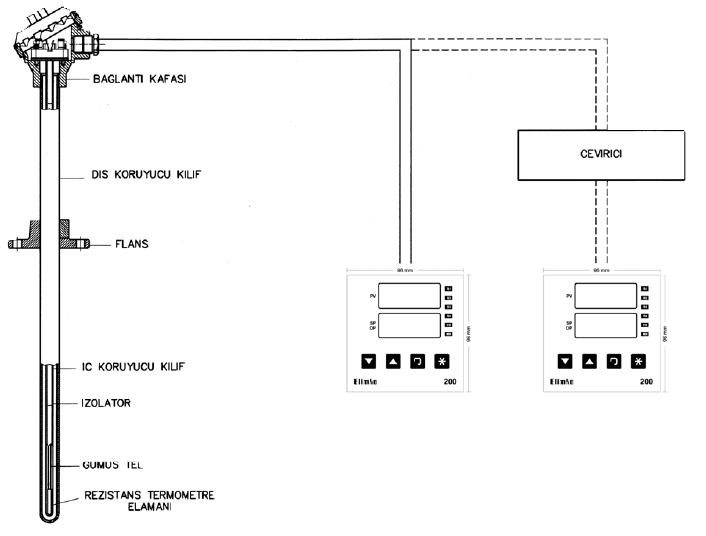 BAGLANTI KAFASI
DIS KORUYUCU KILIF
FLANS
IC KORUYUCU KILIF
IZOLATOR
GUMUS TEL
REZISTANS TERMOMETRE
ELAMANI
CEVIRICI
96 mm
PV
SP
OP
96 mm
Elimko 200
96 mm
PV
SP
OP
96 mm
Elimko 200